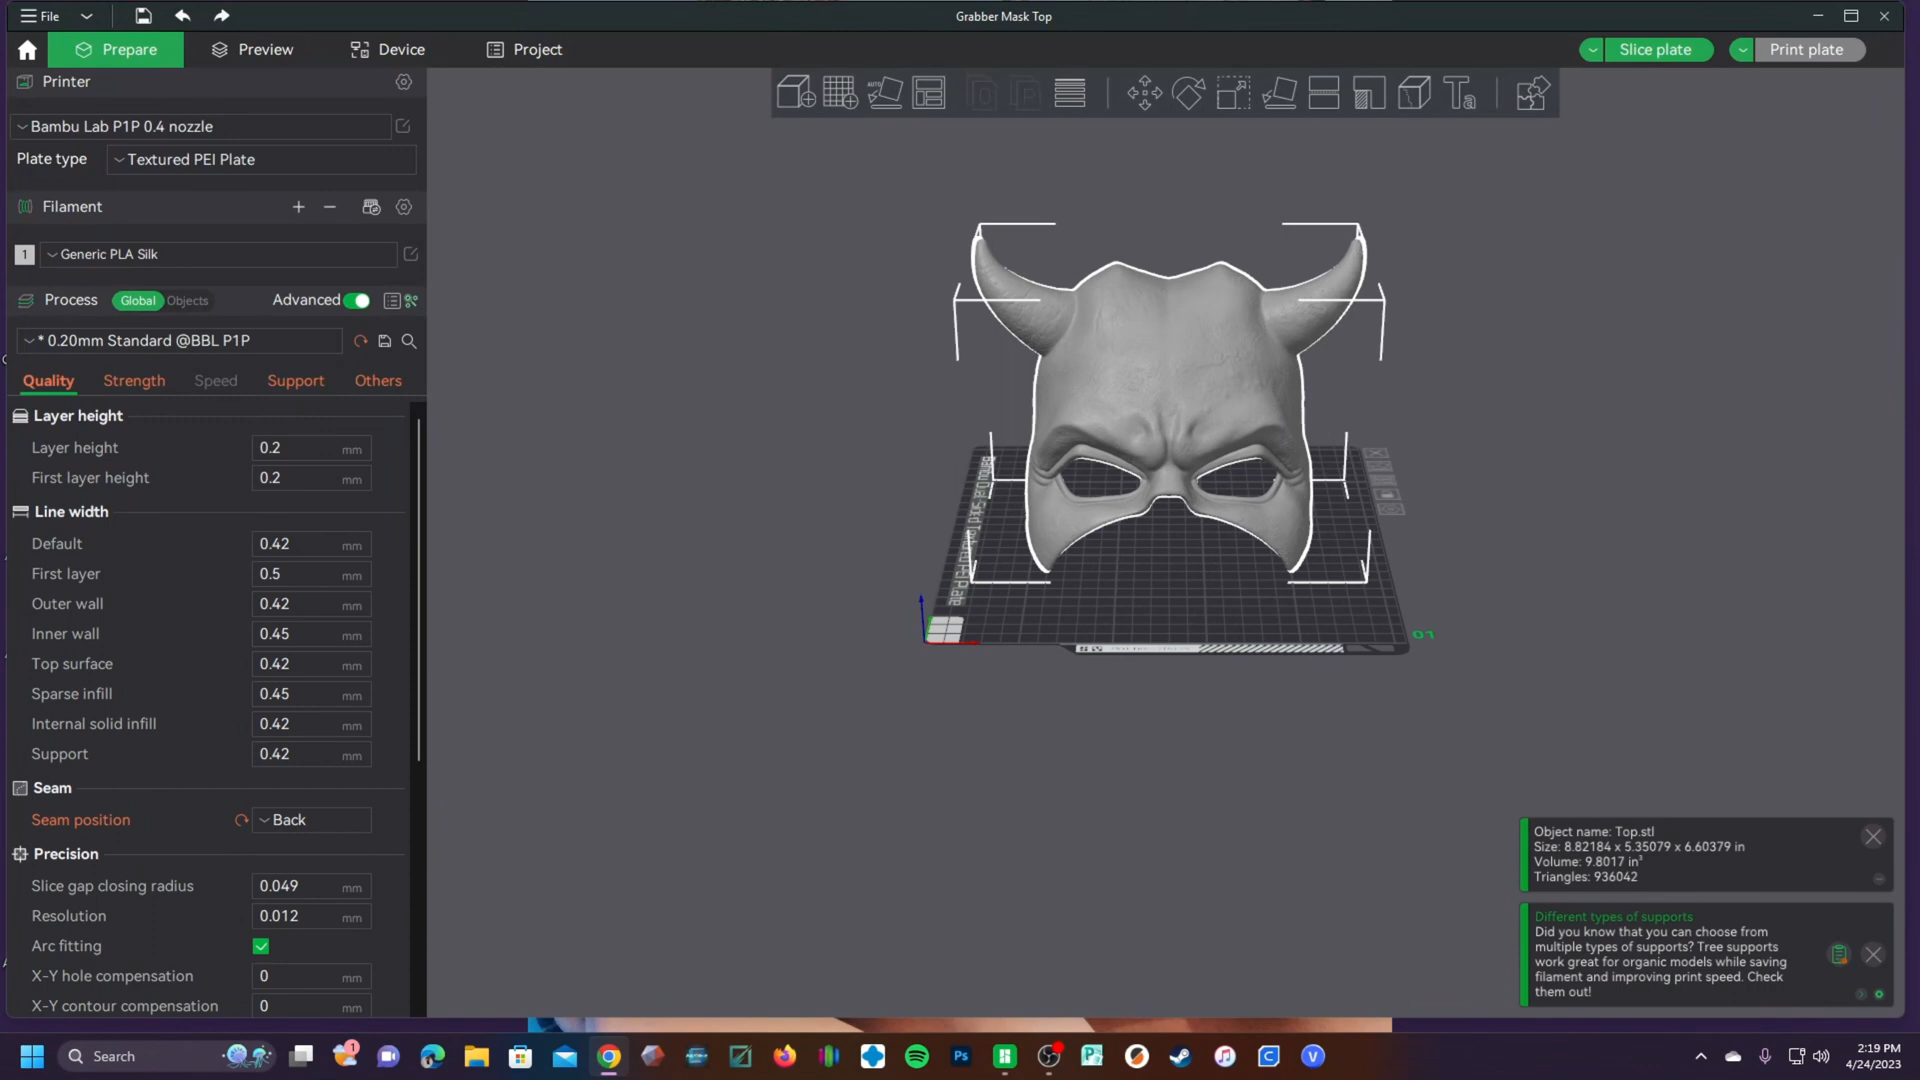 File
Grabber Mask Top
Prepare
Preview
Device
Project
Slice plate
Print plate
Printer
Bambu Lab P1P 0.4 nozzle
Plate type
Textured PEI Plate
Filament
1
Generic PLA Silk
Process
Global
Objects
Advanced
* 0.20mm Standard @BBL P1P
Quality
Strength
Speed
Support
Others
Layer height
Layer height 0.2 mm
First layer height 0.2 mm
Line width
Default 0.42 mm
First layer 0.5 mm
Outer wall 0.42 mm
Inner wall 0.45 mm
Top surface 0.42 mm
Sparse infill 0.45 mm
Internal solid infill 0.42 mm
Support 0.42 mm
Seam
Seam position Back
Precision
Slice gap closing radius 0.049 mm
Resolution 0.012 mm
Arc fitting
X-Y hole compensation 0 mm
X-Y contour compensation 0 mm
AUTO
01
Object name: Top.stl
Size: 8.82184 x 5.35079 x 6.60379 in
Volume: 9.8017 in³
Triangles: 936042
Different types of supports
Did you know that you can choose from
multiple types of supports? Tree supports
work great for organic models while saving
filament and improving print speed. Check
them out!
Search
1
Ps
C
V
2:19 PM
4/24/2023